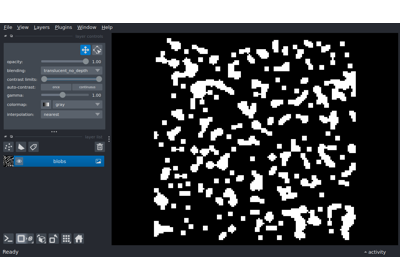 File View Layers Plugins Window Help
opacity: 1.00
blending: translucent_no_depth
contrast limits:
auto-contrast: once continuous
gamma: 1.00
colormap: gray
interpolation: nearest
blobs
Ready activity